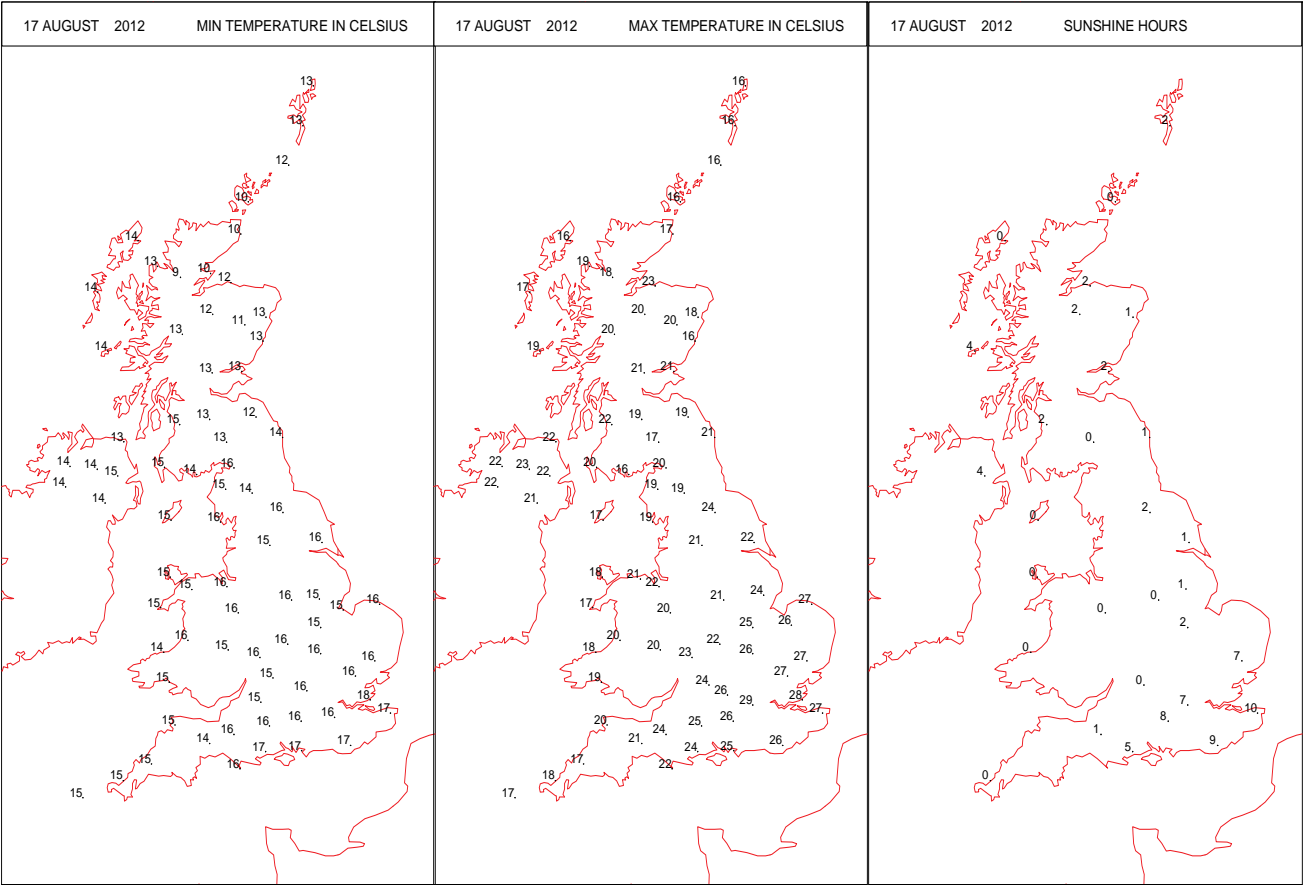 17 AUGUST 2012 MIN TEMPERATURE IN CELSIUS
13
13
12
10
10
14
13
9 10
12
14
12 13
11
13 13
14
13 13
15 13 12
13 13 14
14 14 15 14 16
14 15 15 14
14 16
15 16
15 16
15 15 16
15 16 16 15 15 16
15
16 15 16 16
14 16 16
15 15 16 16
15 18
17
15 16 16 16 16
14 17 17 17
15 16
15
15
17 AUGUST 2012 MAX TEMPERATURE IN CELSIUS
16
16
16
16
17
16
19 18
23
17
20 18
20
20 16
19
21 21
22 19 19
22 17 21
22 23 22 20 16 20
22 19 19
21 24
17 19
21 22
18 21 22
17 20 21 24 27
25 26
20 20 22 26
18 23 27
19 24 27
26 29 28
27
20 24 25 26
21 24 25 26
17 22
18
17
17 AUGUST 2012 SUNSHINE HOURS
2
0
0
2
2 1
4
2
2 0 1
4
0 2
1
0 1
0 0
2
0 7
0
7 10
8
1 5 9
0